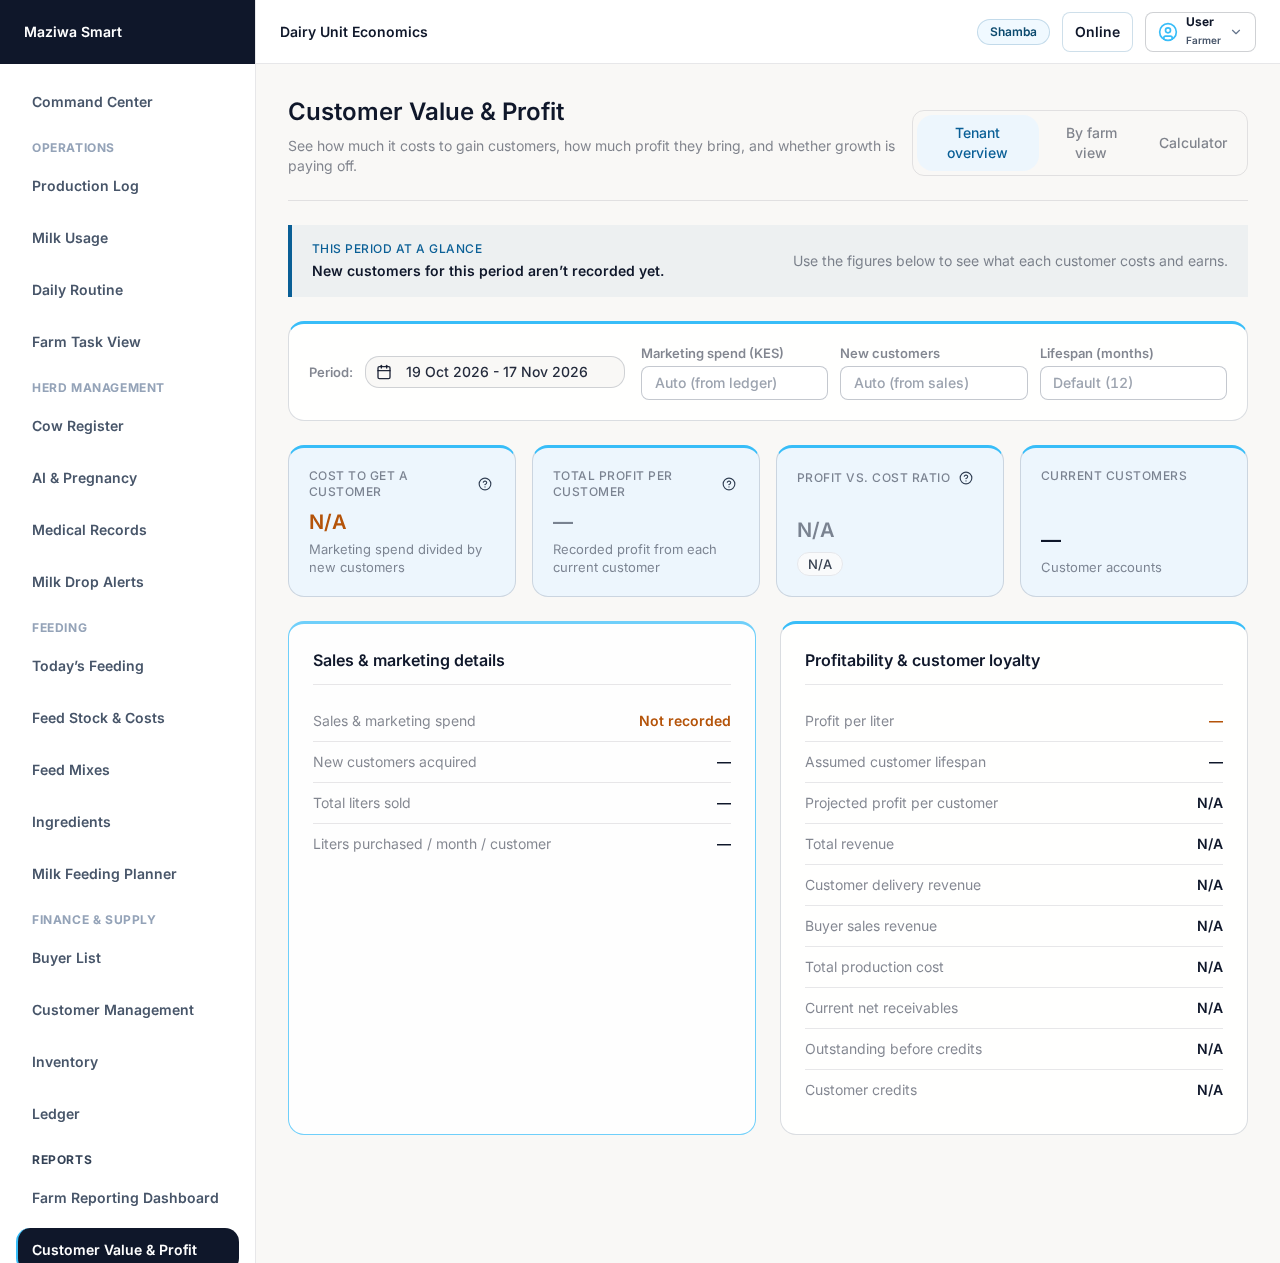 Maziwa Smart
Dairy Unit Economics
Shamba
Online
User
Farmer
Command Center
OPERATIONS
Production Log
Milk Usage
Daily Routine
Farm Task View
HERD MANAGEMENT
Cow Register
AI & Pregnancy
Medical Records
Milk Drop Alerts
FEEDING
Today’s Feeding
Feed Stock & Costs
Feed Mixes
Ingredients
Milk Feeding Planner
FINANCE & SUPPLY
Buyer List
Customer Management
Inventory
Ledger
REPORTS
Farm Reporting Dashboard
Customer Value & Profit
Customer Value & Profit
See how much it costs to gain customers, how much profit they bring, and whether growth is
paying off.
Tenant
overview
By farm
view
Calculator
THIS PERIOD AT A GLANCE
New customers for this period aren’t recorded yet.
Use the figures below to see what each customer costs and earns.
Period:
19 Oct 2026 - 17 Nov 2026
Marketing spend (KES)
Auto (from ledger)
New customers
Auto (from sales)
Lifespan (months)
Default (12)
COST TO GET A
CUSTOMER
N/A
Marketing spend divided by
new customers
TOTAL PROFIT PER
CUSTOMER
—
Recorded profit from each
current customer
PROFIT VS. COST RATIO
N/A
N/A
CURRENT CUSTOMERS
—
Customer accounts
Sales & marketing details
Sales & marketing spend Not recorded
New customers acquired —
Total liters sold —
Liters purchased / month / customer —
Profitability & customer loyalty
Profit per liter —
Assumed customer lifespan —
Projected profit per customer N/A
Total revenue N/A
Customer delivery revenue N/A
Buyer sales revenue N/A
Total production cost N/A
Current net receivables N/A
Outstanding before credits N/A
Customer credits N/A